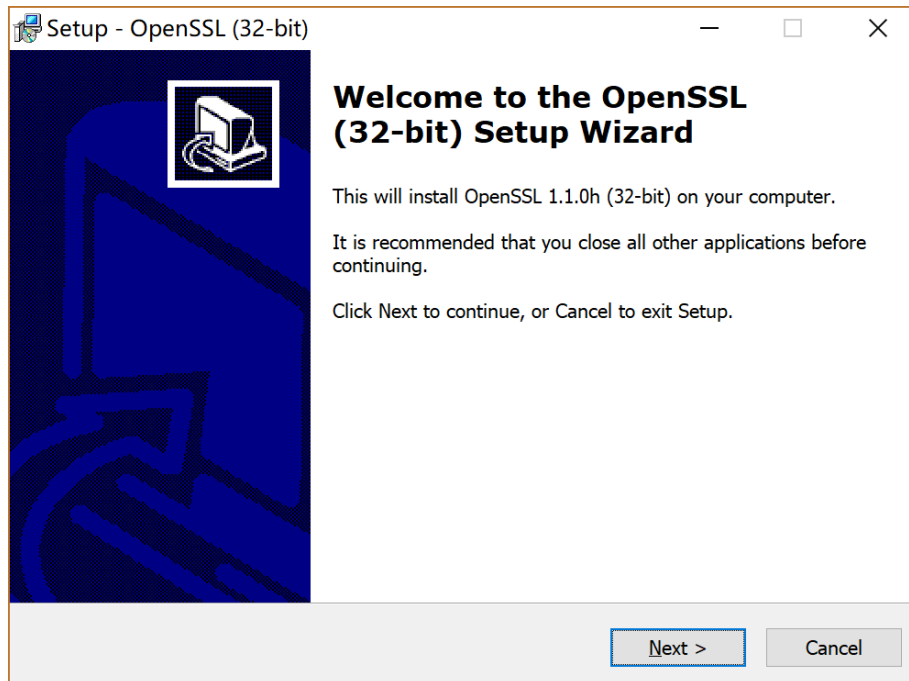 Setup - OpenSSL (32-bit)
Welcome to the OpenSSL
(32-bit) Setup Wizard
This will install OpenSSL 1.1.0h (32-bit) on your computer.
It is recommended that you close all other applications before
continuing.
Click Next to continue, or Cancel to exit Setup.
Next >
Cancel